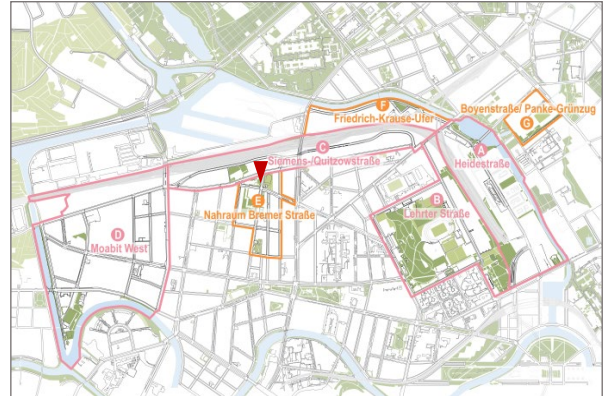 F
Friedrich-Krause-Ufer
Boyenstraße/ Panke-Grünzug
G
C
Siemens-/Quitzowstraße
A
Heidestraße
E
Nahraum Bremer Straße
B
Lehrter Straße
D
Moabit West